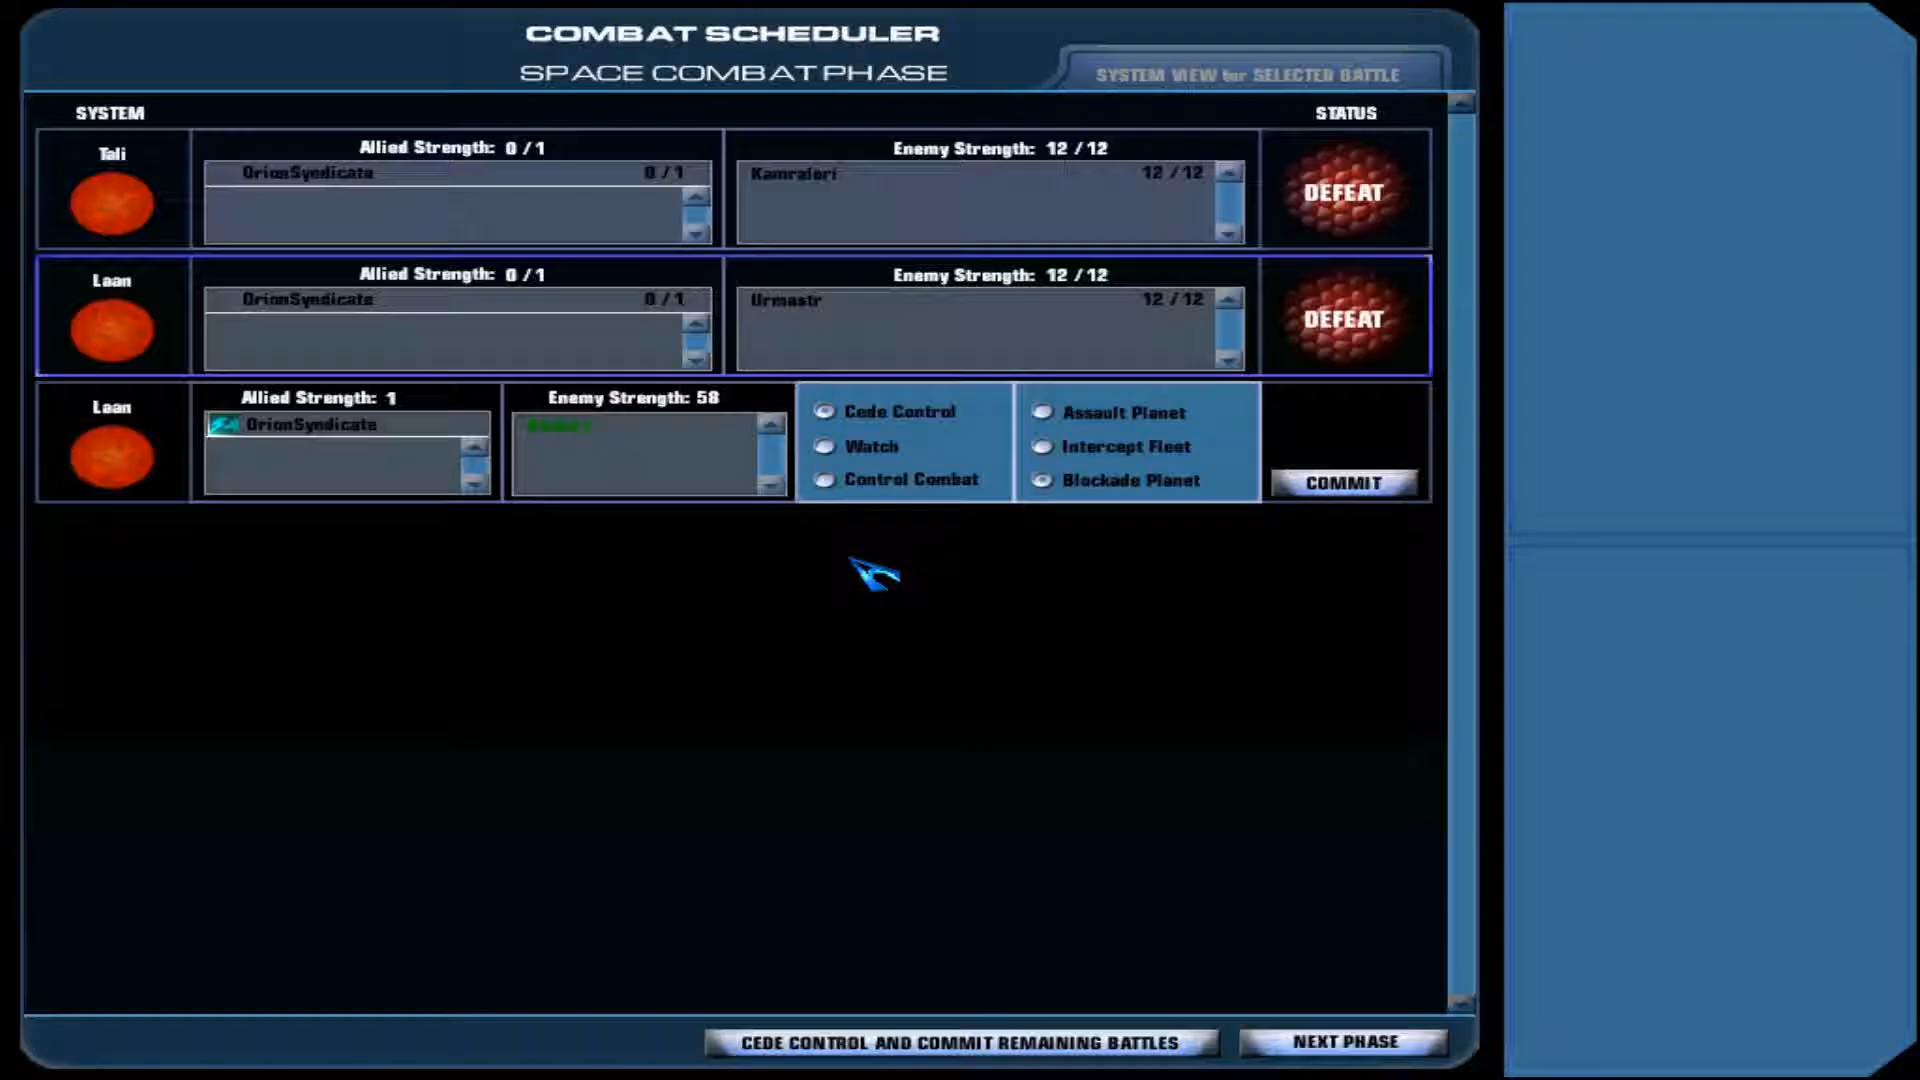 COMBAT SCHEDULER
SPACE COMBAT PHASE
SYSTEM VIEW for SELECTED BATTLE
SYSTEM
STATUS
Tali
Allied Strength: 0 / 1
OrionSyndicate 0 / 1
Enemy Strength: 12 / 12
Kamraleri 12 / 12
DEFEAT
Laan
Allied Strength: 0 / 1
OrionSyndicate 0 / 1
Enemy Strength: 12 / 12
Urmastr 12 / 12
DEFEAT
Laan
Allied Strength: 1
OrionSyndicate
Enemy Strength: 58
Cede Control
Watch
Control Combat
Assault Planet
Intercept Fleet
Blockade Planet
COMMIT
CEDE CONTROL AND COMMIT REMAINING BATTLES
NEXT PHASE